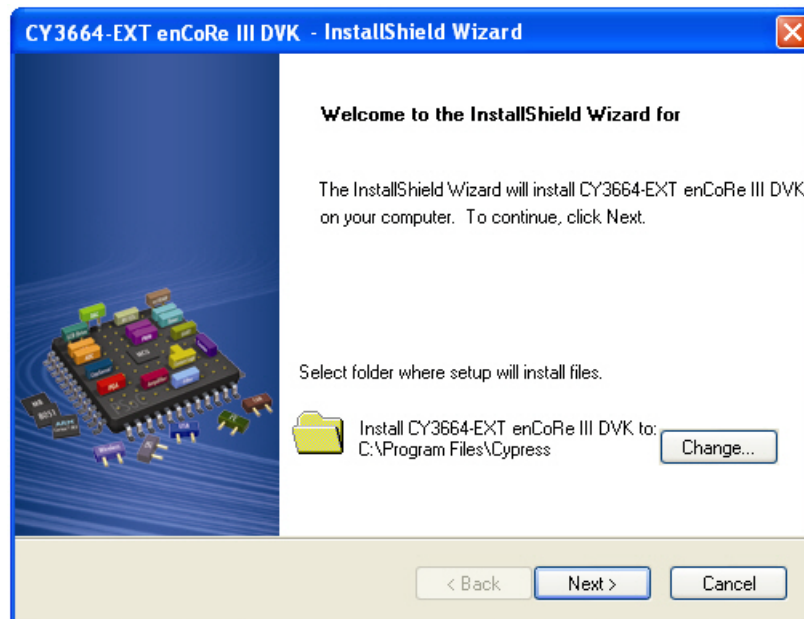 CY3664-EXT enCoRe III DVK - InstallShield Wizard
Welcome to the InstallShield Wizard for
The InstallShield Wizard will install CY3664-EXT enCoRe III DVK
on your computer. To continue, click Next.
Select folder where setup will install files.
Install CY3664-EXT enCoRe III DVK to:
C:\Program Files\Cypress
Change...
< Back
Next >
Cancel
8051
ARM